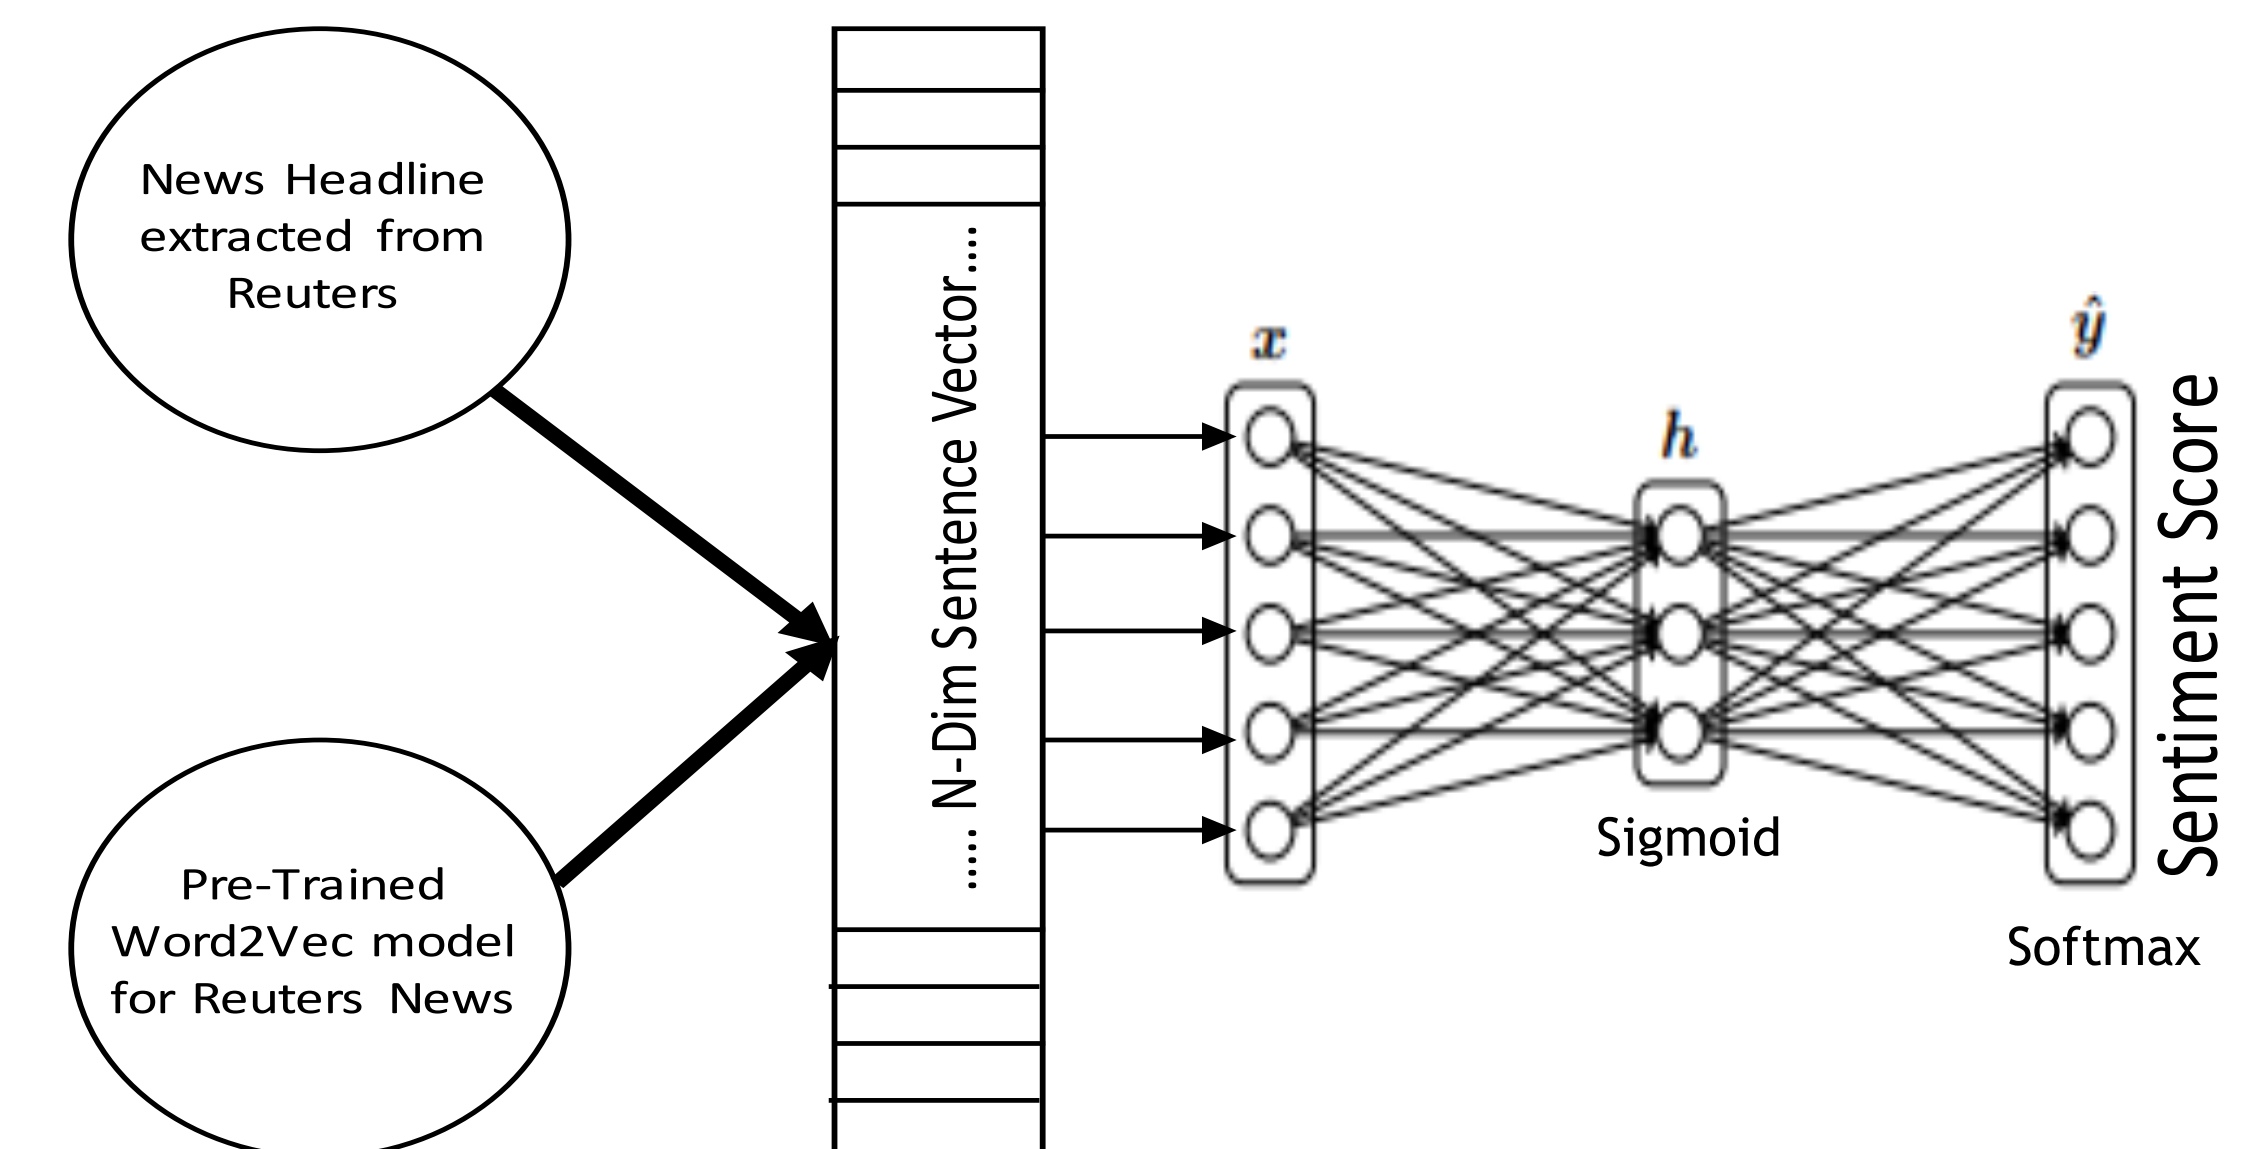 News Headline
extracted from
Reuters
Pre-Trained
Word2Vec model
for Reuters News
..... N-Dim Sentence Vector....
x
h
Sigmoid
ŷ
Sentiment Score
Softmax